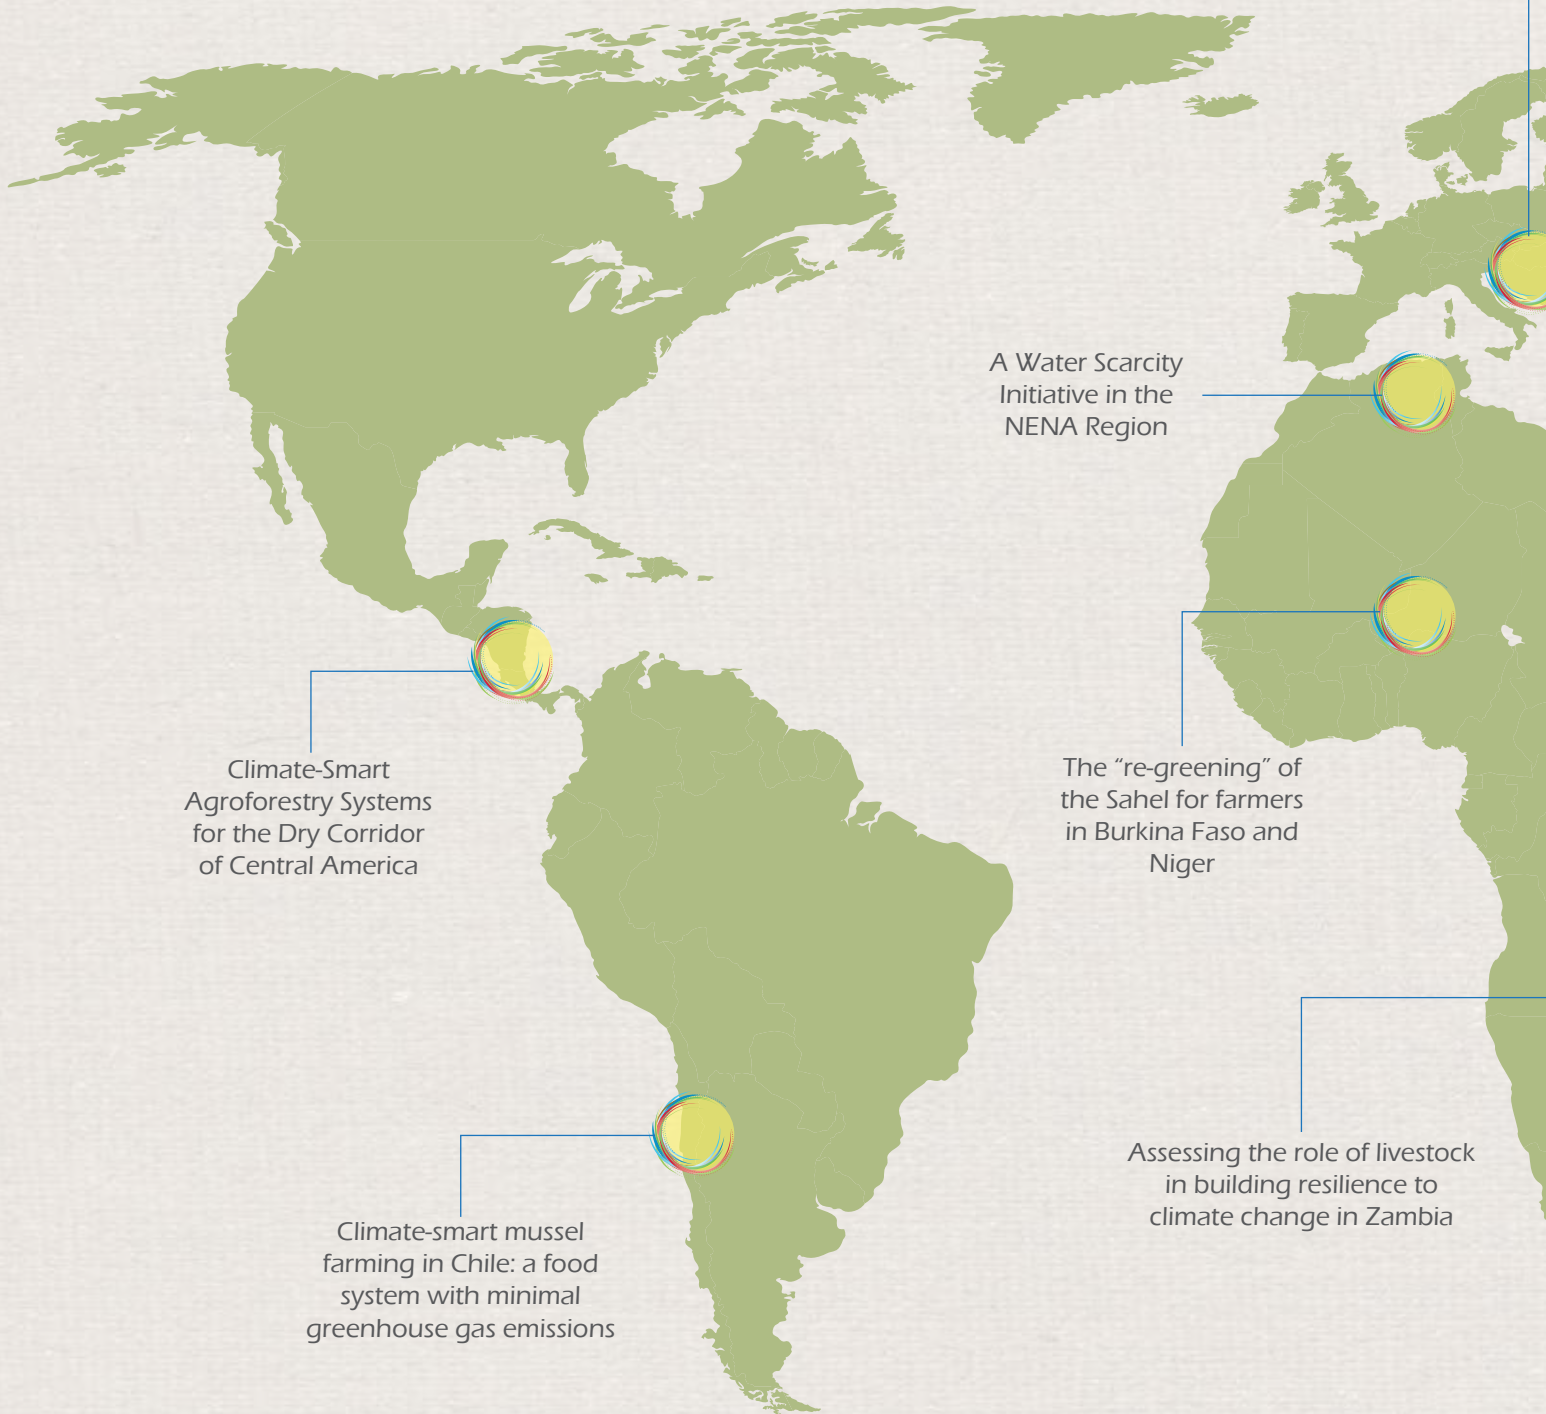 A Water Scarcity
Initiative in the
NENA Region
Climate-Smart
Agroforestry Systems
for the Dry Corridor
of Central America
The “re-greening” of
the Sahel for farmers
in Burkina Faso and
Niger
Assessing the role of livestock
in building resilience to
climate change in Zambia
Climate-smart mussel
farming in Chile: a food
system with minimal
greenhouse gas emissions